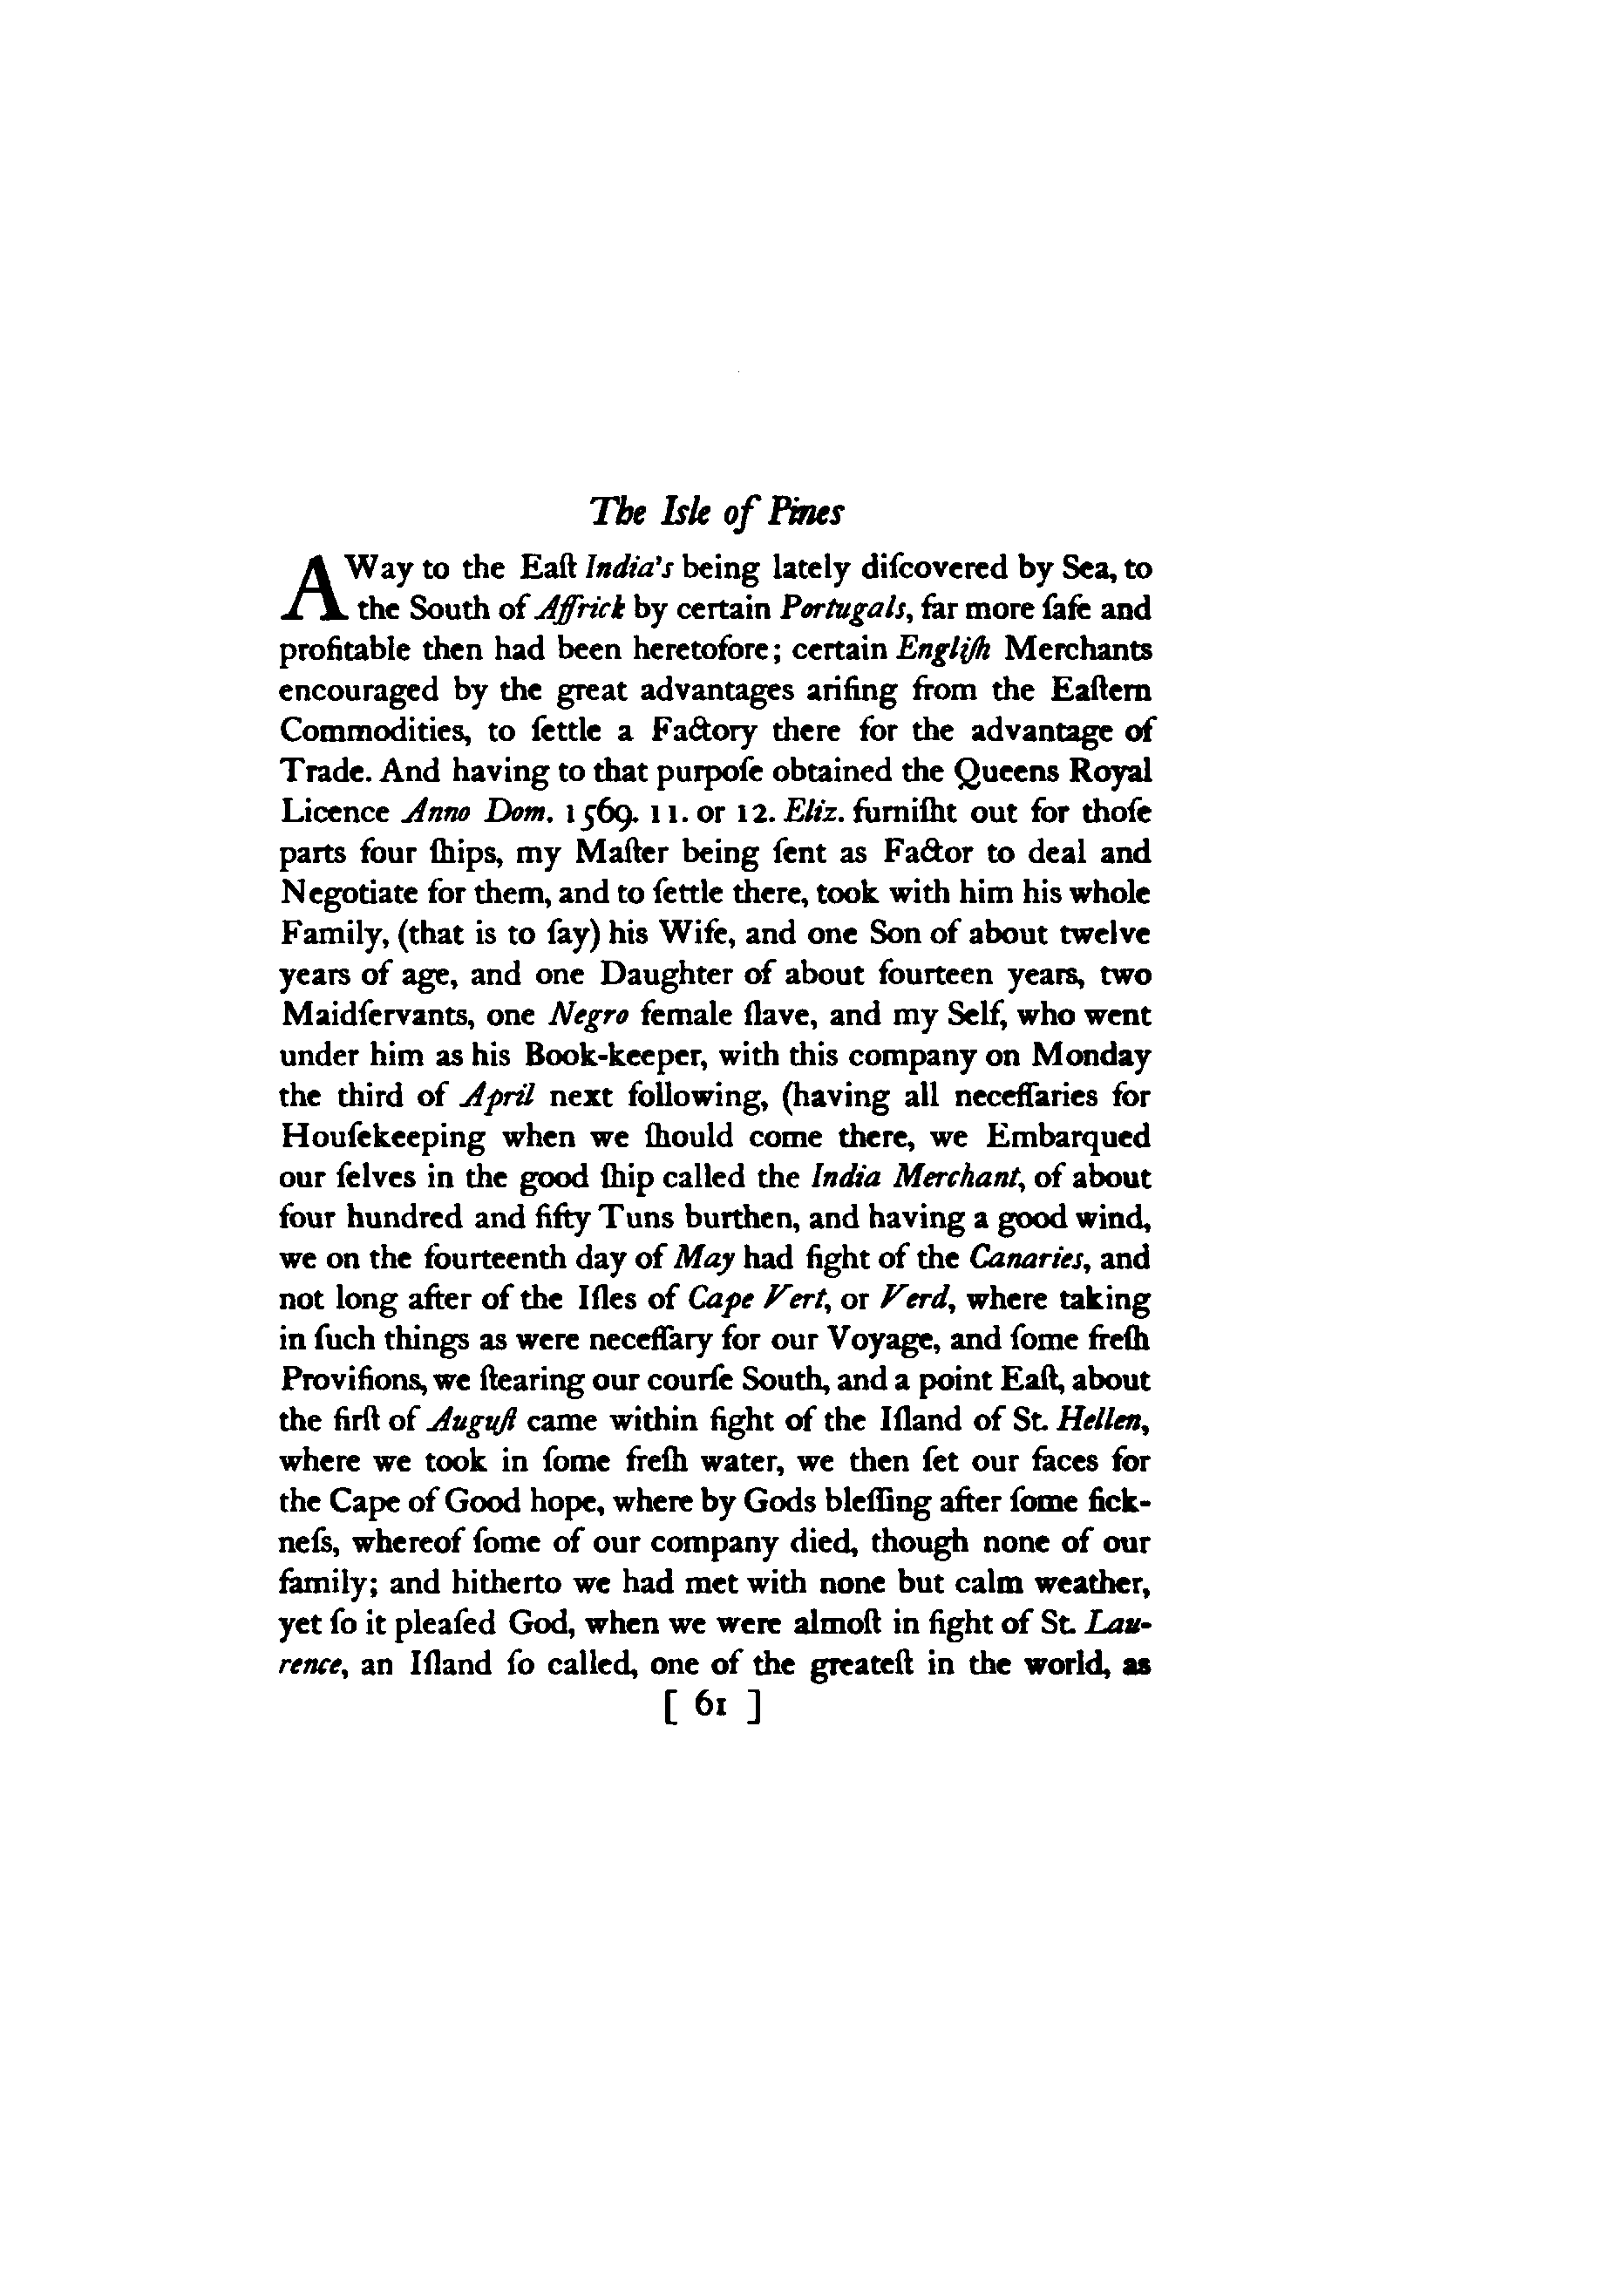 The Isle of Pines
A Way to the Eaſt India's being lately diſcovered by Sea, to
the South of Affrick by certain Portugals, far more ſafe and
profitable then had been heretofore; certain Engliſh Merchants
encouraged by the great advantages ariſing from the Eaſtern
Commodities, to ſettle a Factory there for the advantage of
Trade. And having to that purpoſe obtained the Queens Royal
Licence Anno Dom. 1569. 11. or 12. Eliz. furniſht out for thoſe
parts four ſhips, my Maſter being ſent as Factor to deal and
Negotiate for them, and to ſettle there, took with him his whole
Family, (that is to ſay) his Wife, and one Son of about twelve
years of age, and one Daughter of about fourteen years, two
Maidſervants, one Negro female ſlave, and my Self, who went
under him as his Book-keeper, with this company on Monday
the third of April next following, (having all neceſſaries for
Houſekeeping when we ſhould come there, we Embarqued
our ſelves in the good ſhip called the India Merchant, of about
four hundred and fifty Tuns burthen, and having a good wind,
we on the fourteenth day of May had ſight of the Canaries, and
not long after of the Iſles of Cape Vert, or Verd, where taking
in ſuch things as were neceſſary for our Voyage, and ſome freſh
Proviſions, we ſtearing our courſe South, and a point Eaſt, about
the firſt of Auguſt came within ſight of the Iſland of St. Hellen,
where we took in ſome freſh water, we then ſet our faces for
the Cape of Good hope, where by Gods bleſſing after ſome ſick-
neſs, whereof ſome of our company died, though none of our
family; and hitherto we had met with none but calm weather,
yet ſo it pleaſed God, when we were almoſt in ſight of St. Lau-
rence, an Iſland ſo called, one of the greateſt in the world, as
[ 61 ]